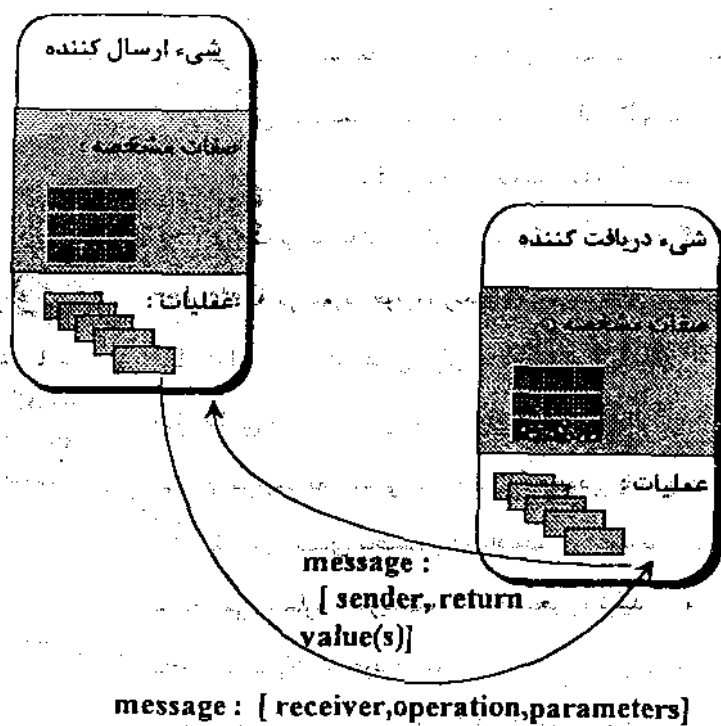 شیء ارسال کننده
صفات مشخصه :
عملیات :
شیء دریافت کننده
صفات مشخصه :
عملیات :
message :
[ sender, return
value(s)]
message : [ receiver,operation,parameters]